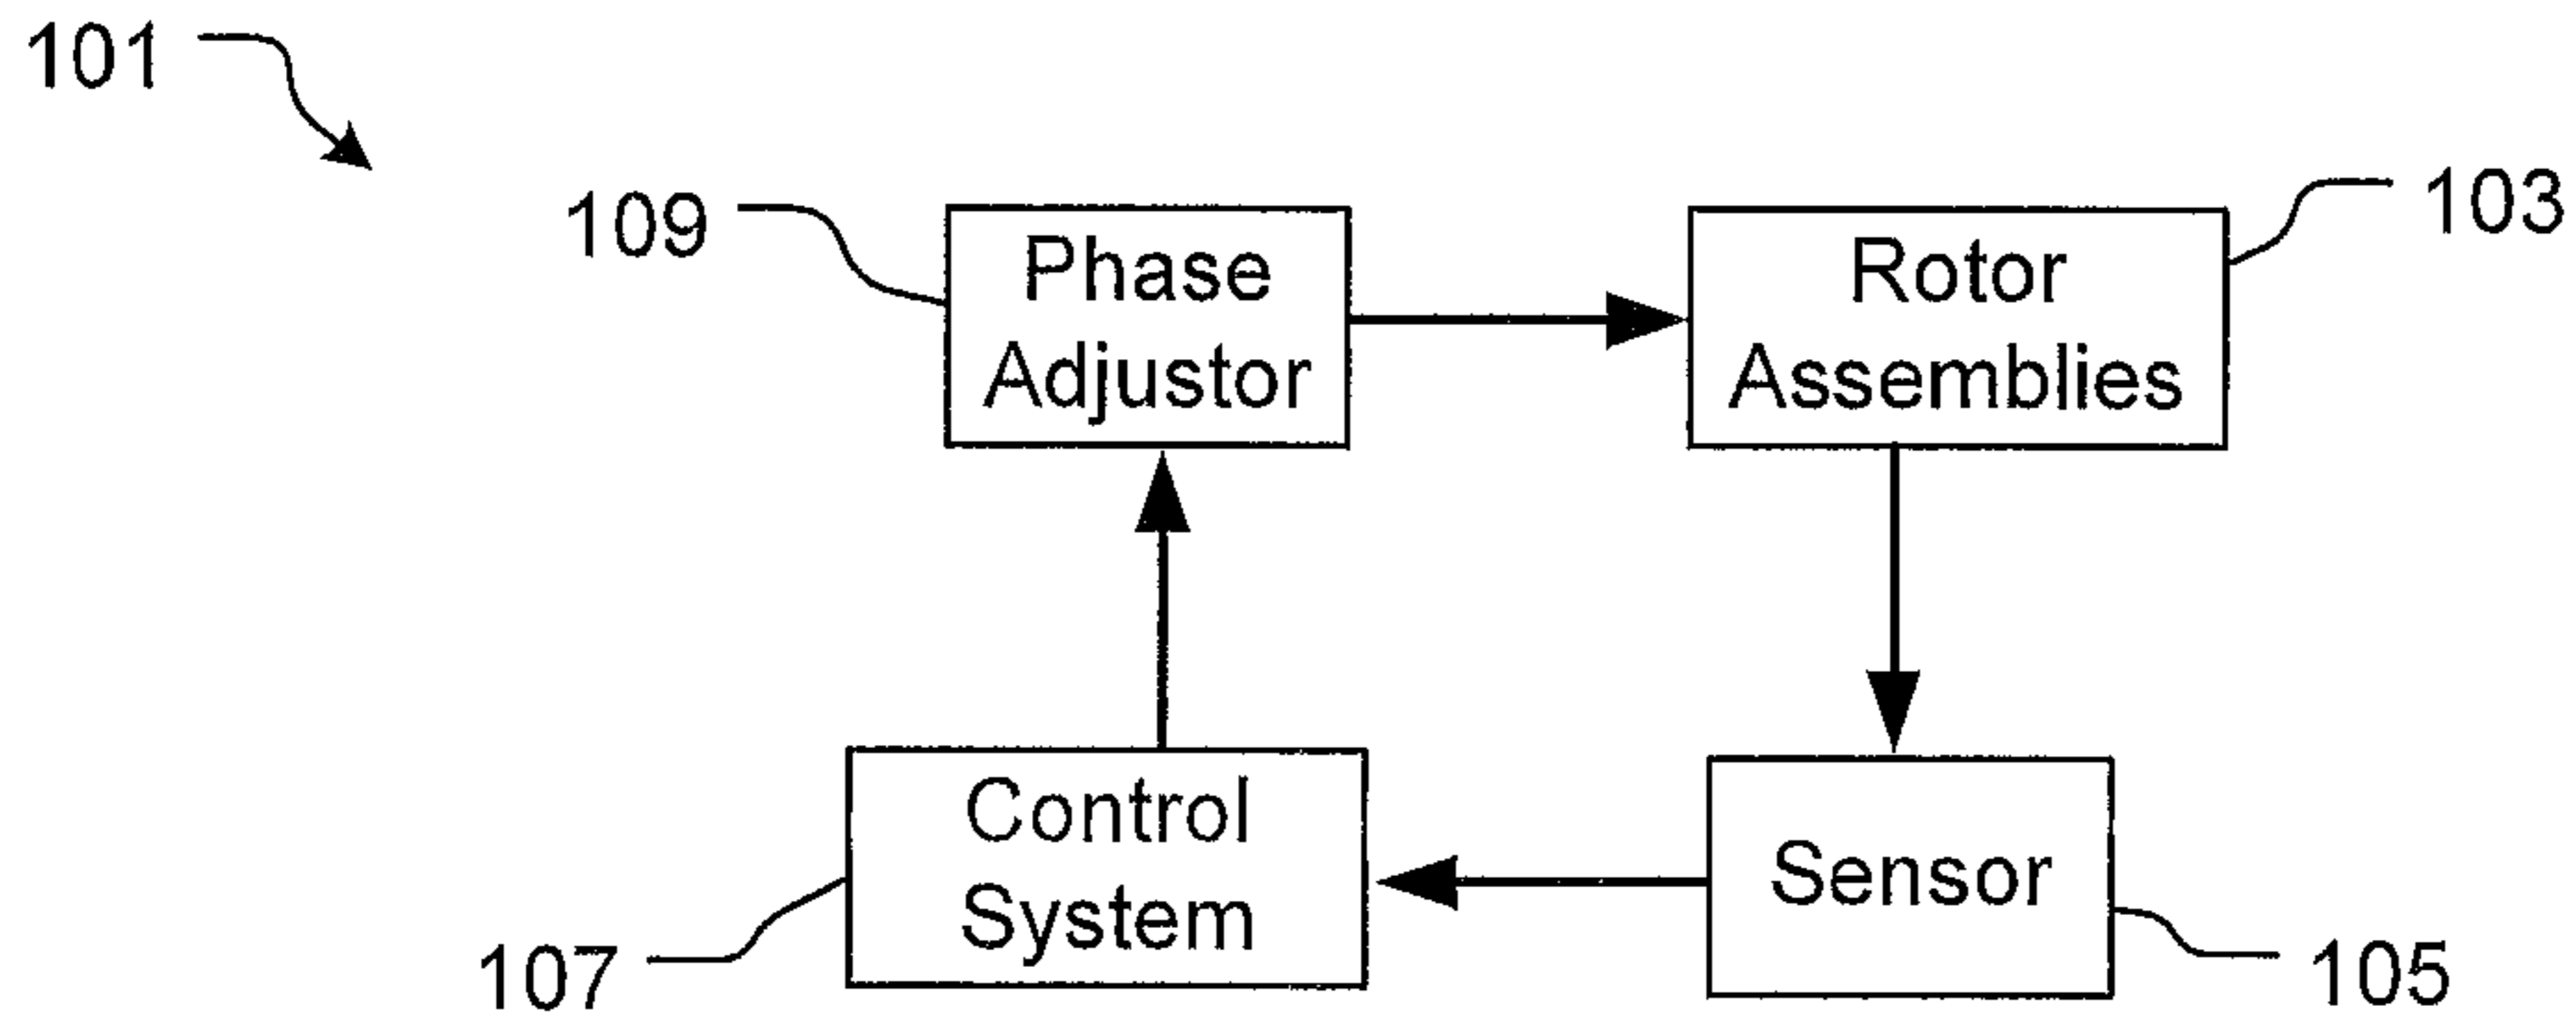 101
109
Phase
Adjustor
Rotor
Assemblies
103
107
Control
System
Sensor
105